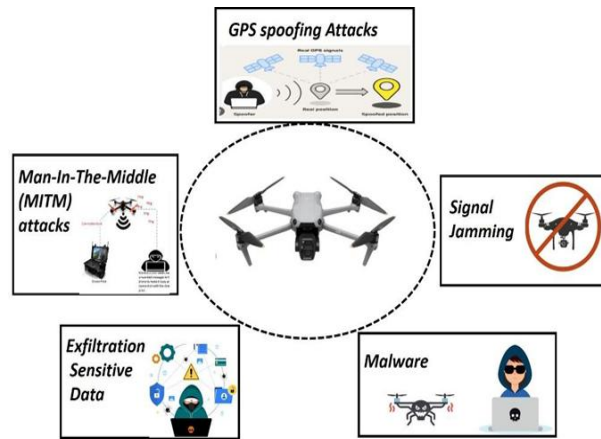 GPS spoofing Attacks
Real GPS signals
Spoofer
Real position
Spoofed position
Man-In-The-Middle
(MITM)
attacks
Signal
Jamming
Exfiltration
Sensitive
Data
Malware